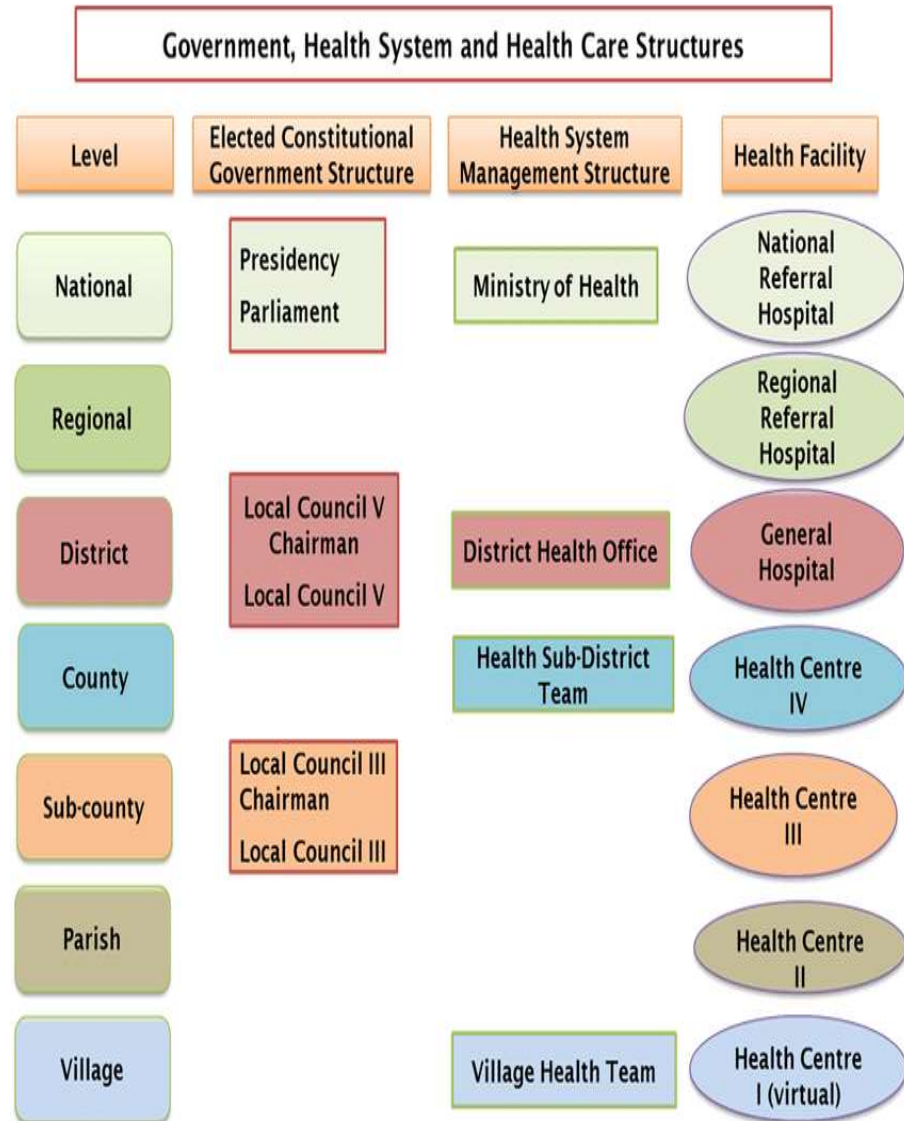 Government, Health System and Health Care Structures
Level
Elected Constitutional
Government Structure
Health System
Management Structure
Health Facility
National
Presidency
Parliament
Ministry of Health
National
Referral
Hospital
Regional
Regional
Referral
Hospital
District
Local Council V
Chairman
Local Council V
District Health Office
General
Hospital
County
Health Sub-District
Team
Health Centre
IV
Sub-county
Local Council III
Chairman
Local Council III
Health Centre
III
Parish
Health Centre
II
Village
Village Health Team
Health Centre
I (virtual)